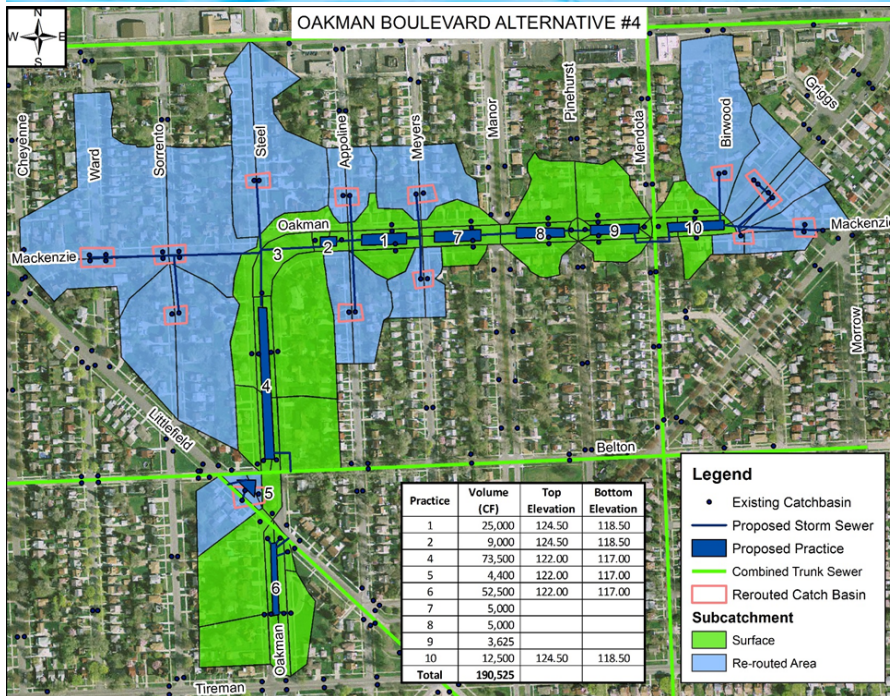 OAKMAN BOULEVARD ALTERNATIVE #4
N
W E
S
Cheyenne
Ward
Sorrento
Steel
Appoline
Meyers
Manor
Pinehurst
Mendota
Birwood
Griggs
Oakman
Mackenzie
Mackenzie
3
2
1
7
8
9
10
4
Morrow
Littlefield
Belton
5
6
Oakman
Tireman
Practice Volume (CF) Top Elevation Bottom Elevation
1 25,000 124.50 118.50
2 9,000 124.50 118.50
4 73,500 122.00 117.00
5 4,400 122.00 117.00
6 52,500 122.00 117.00
7 5,000
8 5,000
9 3,625
10 12,500 124.50 118.50
Total 190,525
Legend
Existing Catchbasin
Proposed Storm Sewer
Proposed Practice
Combined Trunk Sewer
Rerouted Catch Basin
Subcatchment
Surface
Re-routed Area